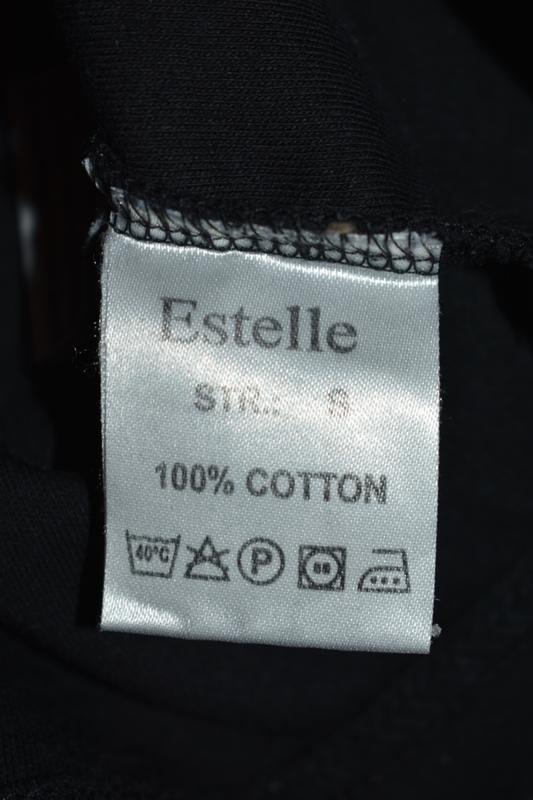 Estelle
STR.: S
100% COTTON
40°C P